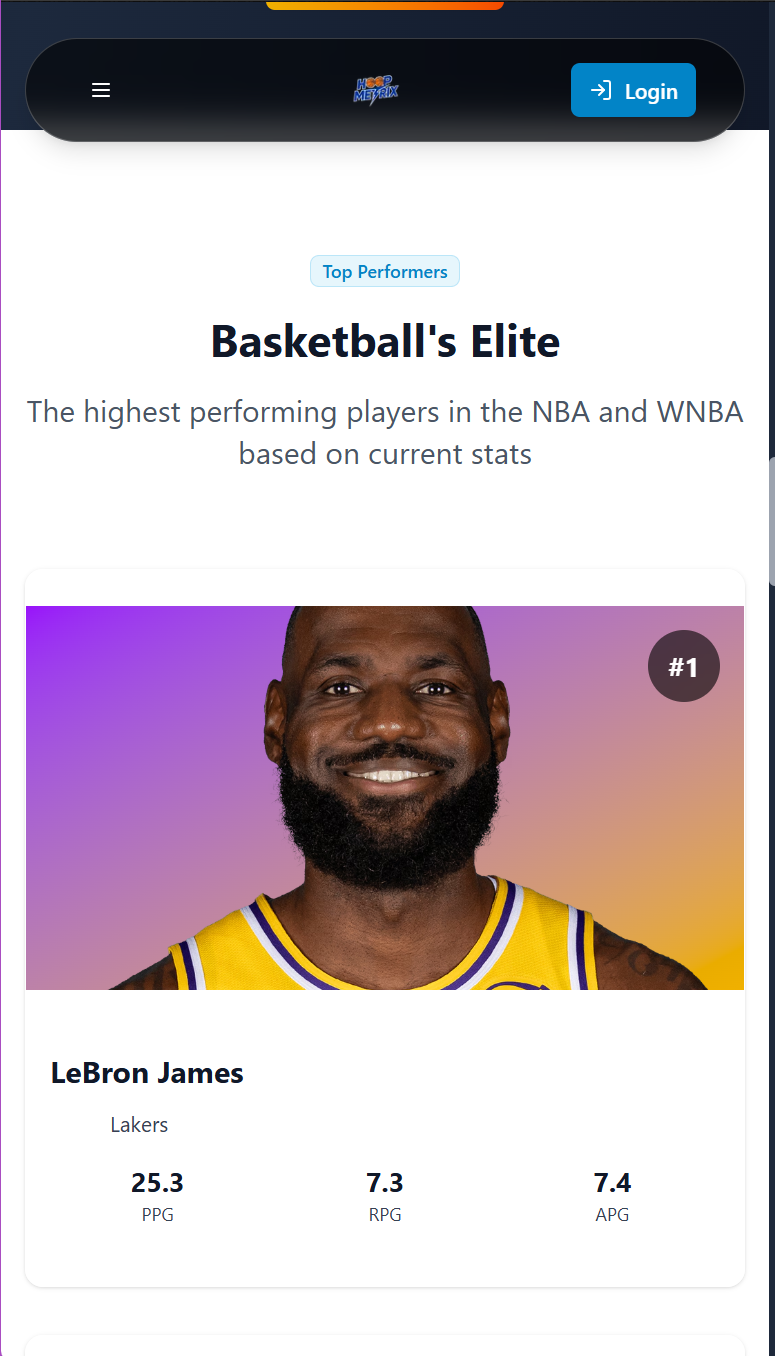 HOOP
METRIX
Login
Top Performers
Basketball's Elite
The highest performing players in the NBA and WNBA
based on current stats
#1
LeBron James
Lakers
25.3
7.3
7.4
PPG
RPG
APG